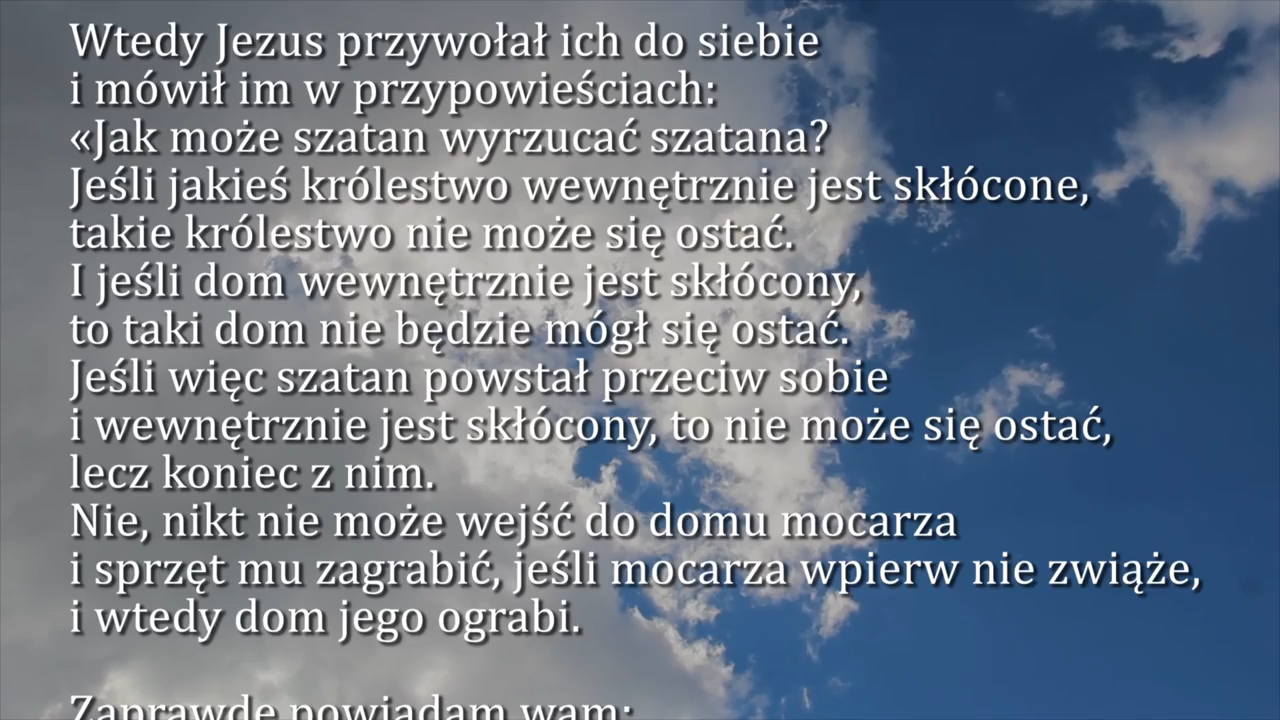 Wtedy Jezus przywołał ich do siebie
i mówił im w przypowieściach:
«Jak może szatan wyrzucać szatana?
Jeśli jakieś królestwo wewnętrznie jest skłócone,
takie królestwo nie może się ostać.
I jeśli dom wewnętrznie jest skłócony,
to taki dom nie będzie mógł się ostać.
Jeśli więc szatan powstał przeciw sobie
i wewnętrznie jest skłócony, to nie może się ostać,
lecz koniec z nim.
Nie, nikt nie może wejść do domu mocarza
i sprzęt mu zagrabić, jeśli mocarza wpierw nie zwiąże,
i wtedy dom jego ograbi.
Zaprawdę powiadam wam: